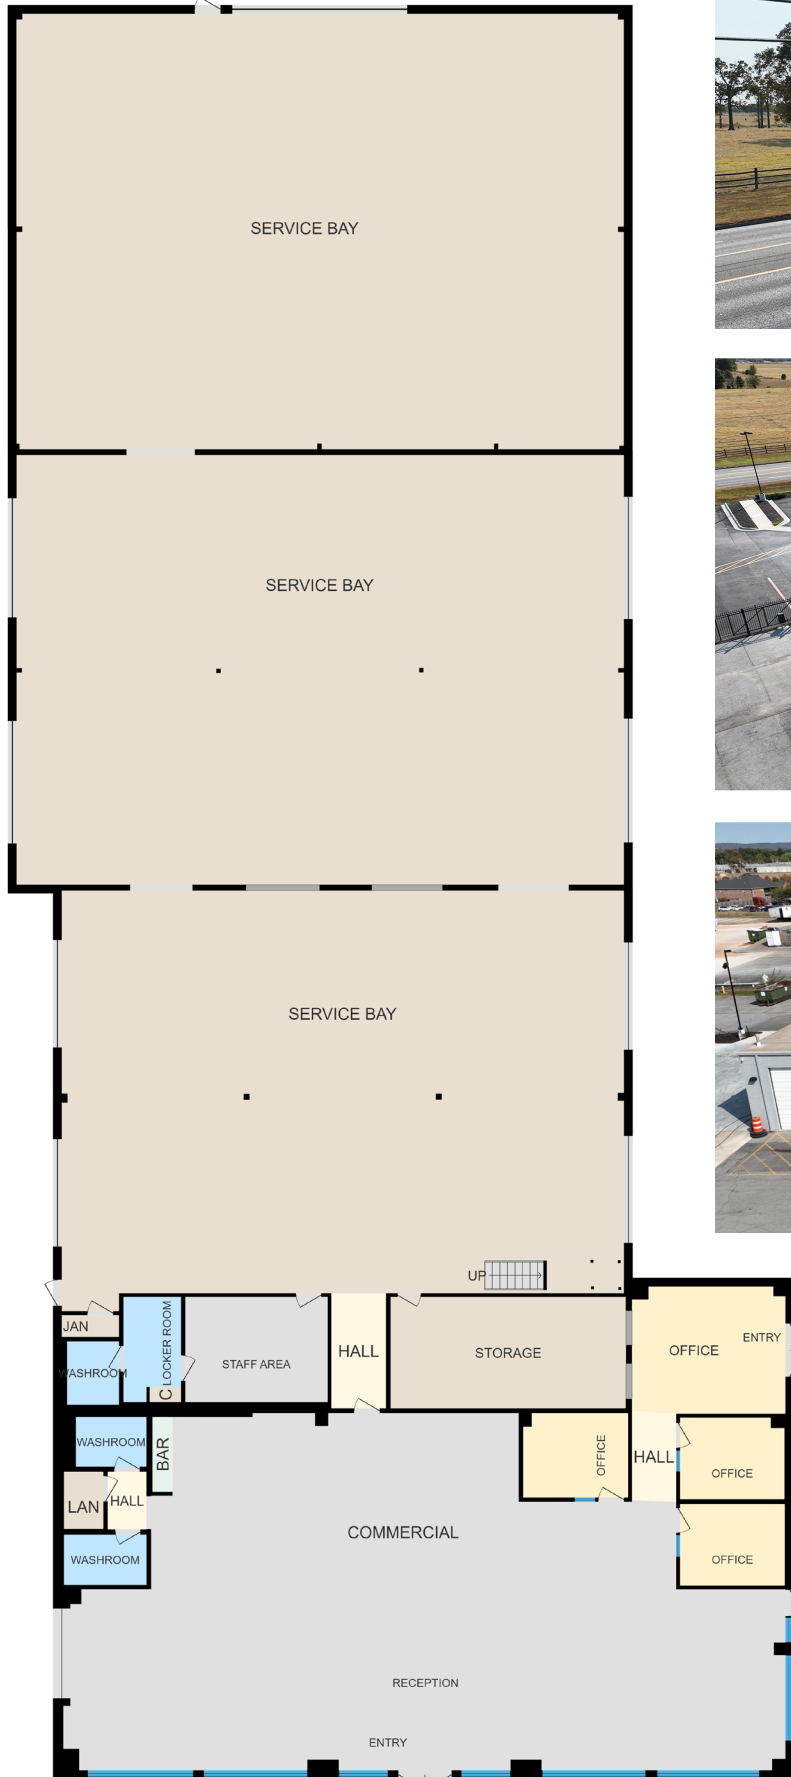 SERVICE BAY
SERVICE BAY
SERVICE BAY
UP
JAN
WASHROOM
LOCKER ROOM
C
STAFF AREA
HALL
STORAGE
OFFICE
ENTRY
WASHROOM
BAR
LAN
HALL
WASHROOM
COMMERCIAL
OFFICE
HALL
OFFICE
OFFICE
RECEPTION
ENTRY